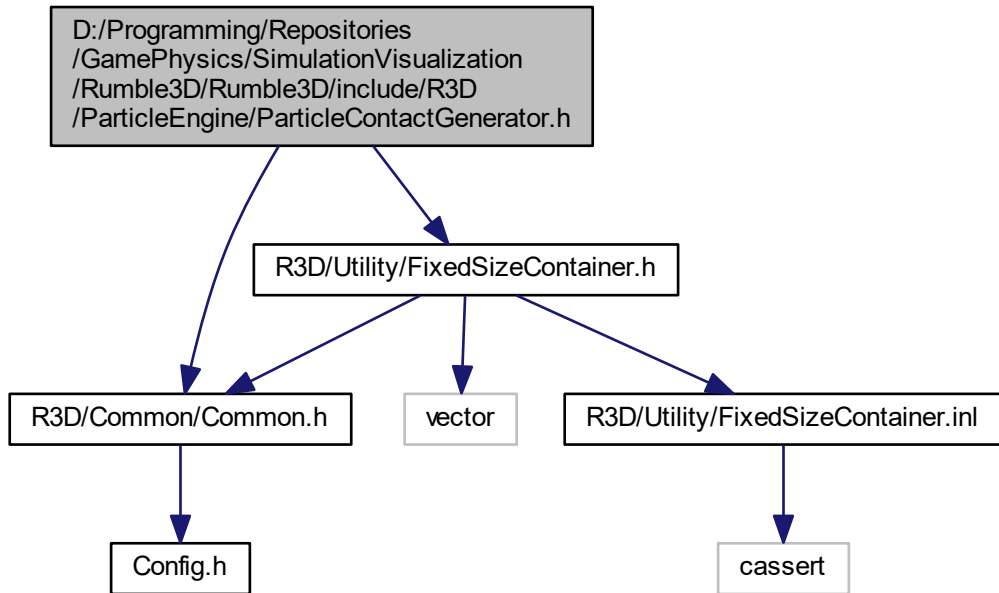 D:/Programming/Repositories
/GamePhysics/SimulationVisualization
/Rumble3D/Rumble3D/include/R3D
/ParticleEngine/ParticleContactGenerator.h
R3D/Utility/FixedSizeContainer.h
R3D/Common/Common.h
vector
R3D/Utility/FixedSizeContainer.inl
Config.h
cassert